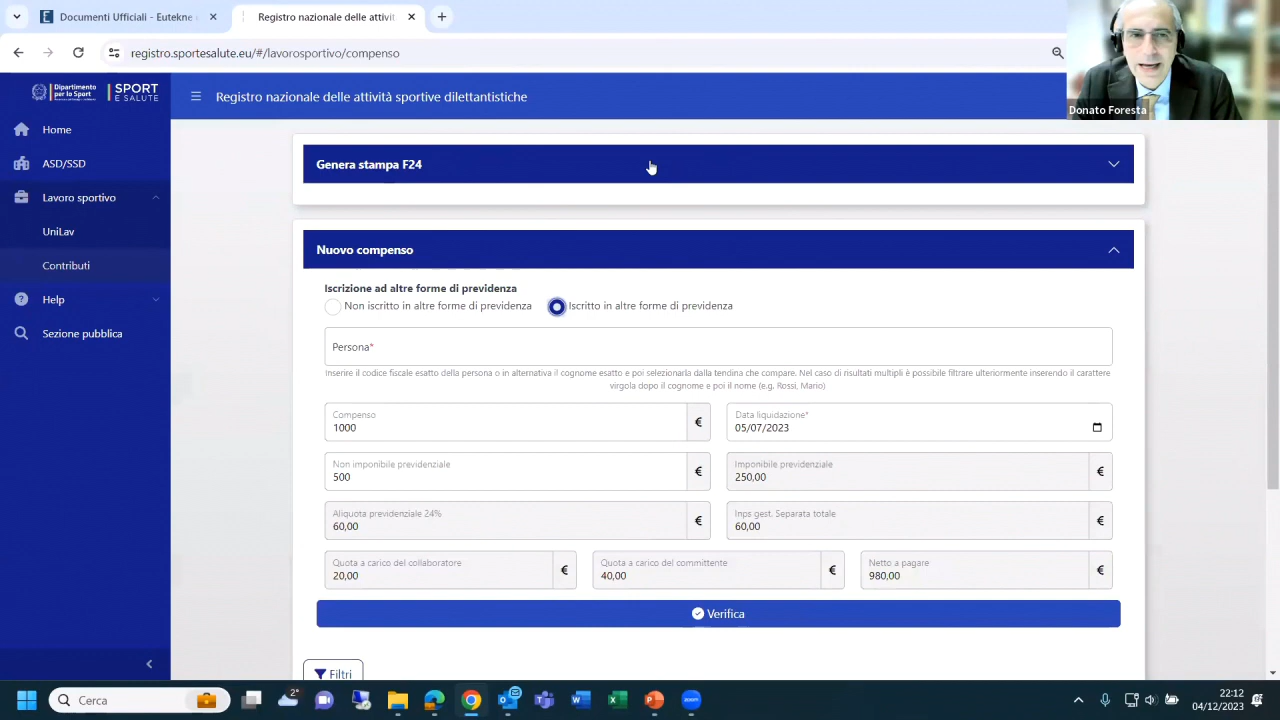 Documenti Ufficiali - Eutekne
Registro nazionale delle attivit
registro.sportesalute.eu/#/lavorosportivo/compenso
Donato Foresta
Dipartimento
per lo Sport
SPORT
E SALUTE
Registro nazionale delle attività sportive dilettantistiche
Home
ASD/SSD
Lavoro sportivo
UniLav
Contributi
Help
Sezione pubblica
Genera stampa F24
Nuovo compenso
Iscrizione ad altre forme di previdenza
Non iscritto in altre forme di previdenza
Iscritto in altre forme di previdenza
Persona*
Inserire il codice fiscale esatto della persona o in alternativa il cognome esatto e poi selezionarla dalla tendina che compare. Nel caso di risultati multipli è possibile filtrare ulteriormente inserendo il carattere
virgola dopo il cognome e poi il nome (e.g. Rossi, Mario)
Compenso
1000 €
Data liquidazione*
05/07/2023
Non imponibile previdenziale
500 €
Imponibile previdenziale
250,00 €
Aliquota previdenziale 24%
60,00 €
Inps gest. Separata totale
60,00 €
Quota a carico del collaboratore
20,00 €
Quota a carico del committente
40,00 €
Netto a pagare
980,00 €
Verifica
Filtri
Cerca
2°
zoom
22:12
04/12/2023